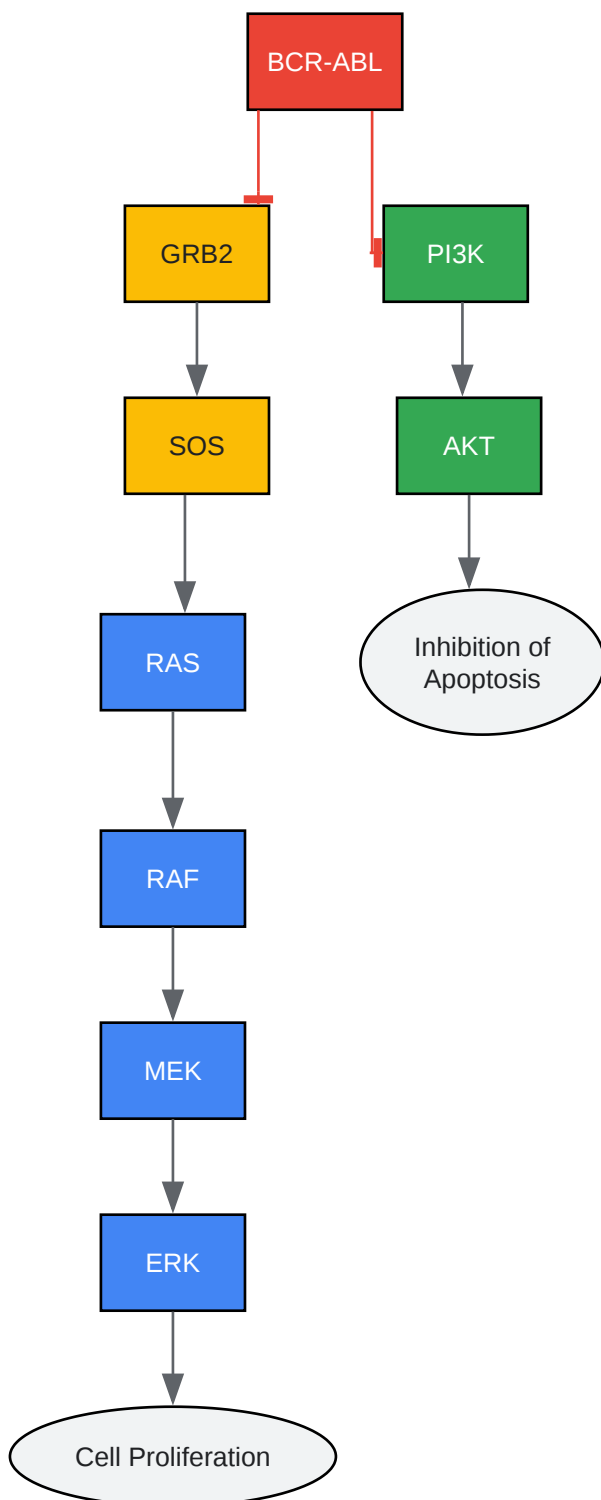 BCR-ABL
GRB2
PI3K
SOS
AKT
RAS
Inhibition of
Apoptosis
RAF
MEK
ERK
Cell Proliferation